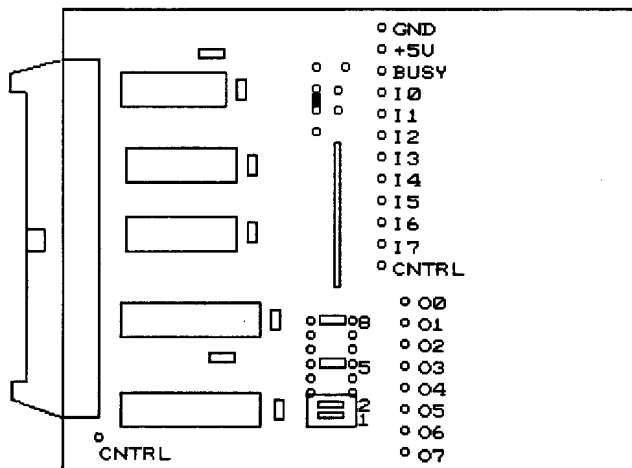 GND
+5V
BUSY
I0
I1
I2
I3
I4
I5
I6
I7
CNTRL
O0
8
O1
O2
5
O3
O4
2
O5
1
O6
CNTRL
O7